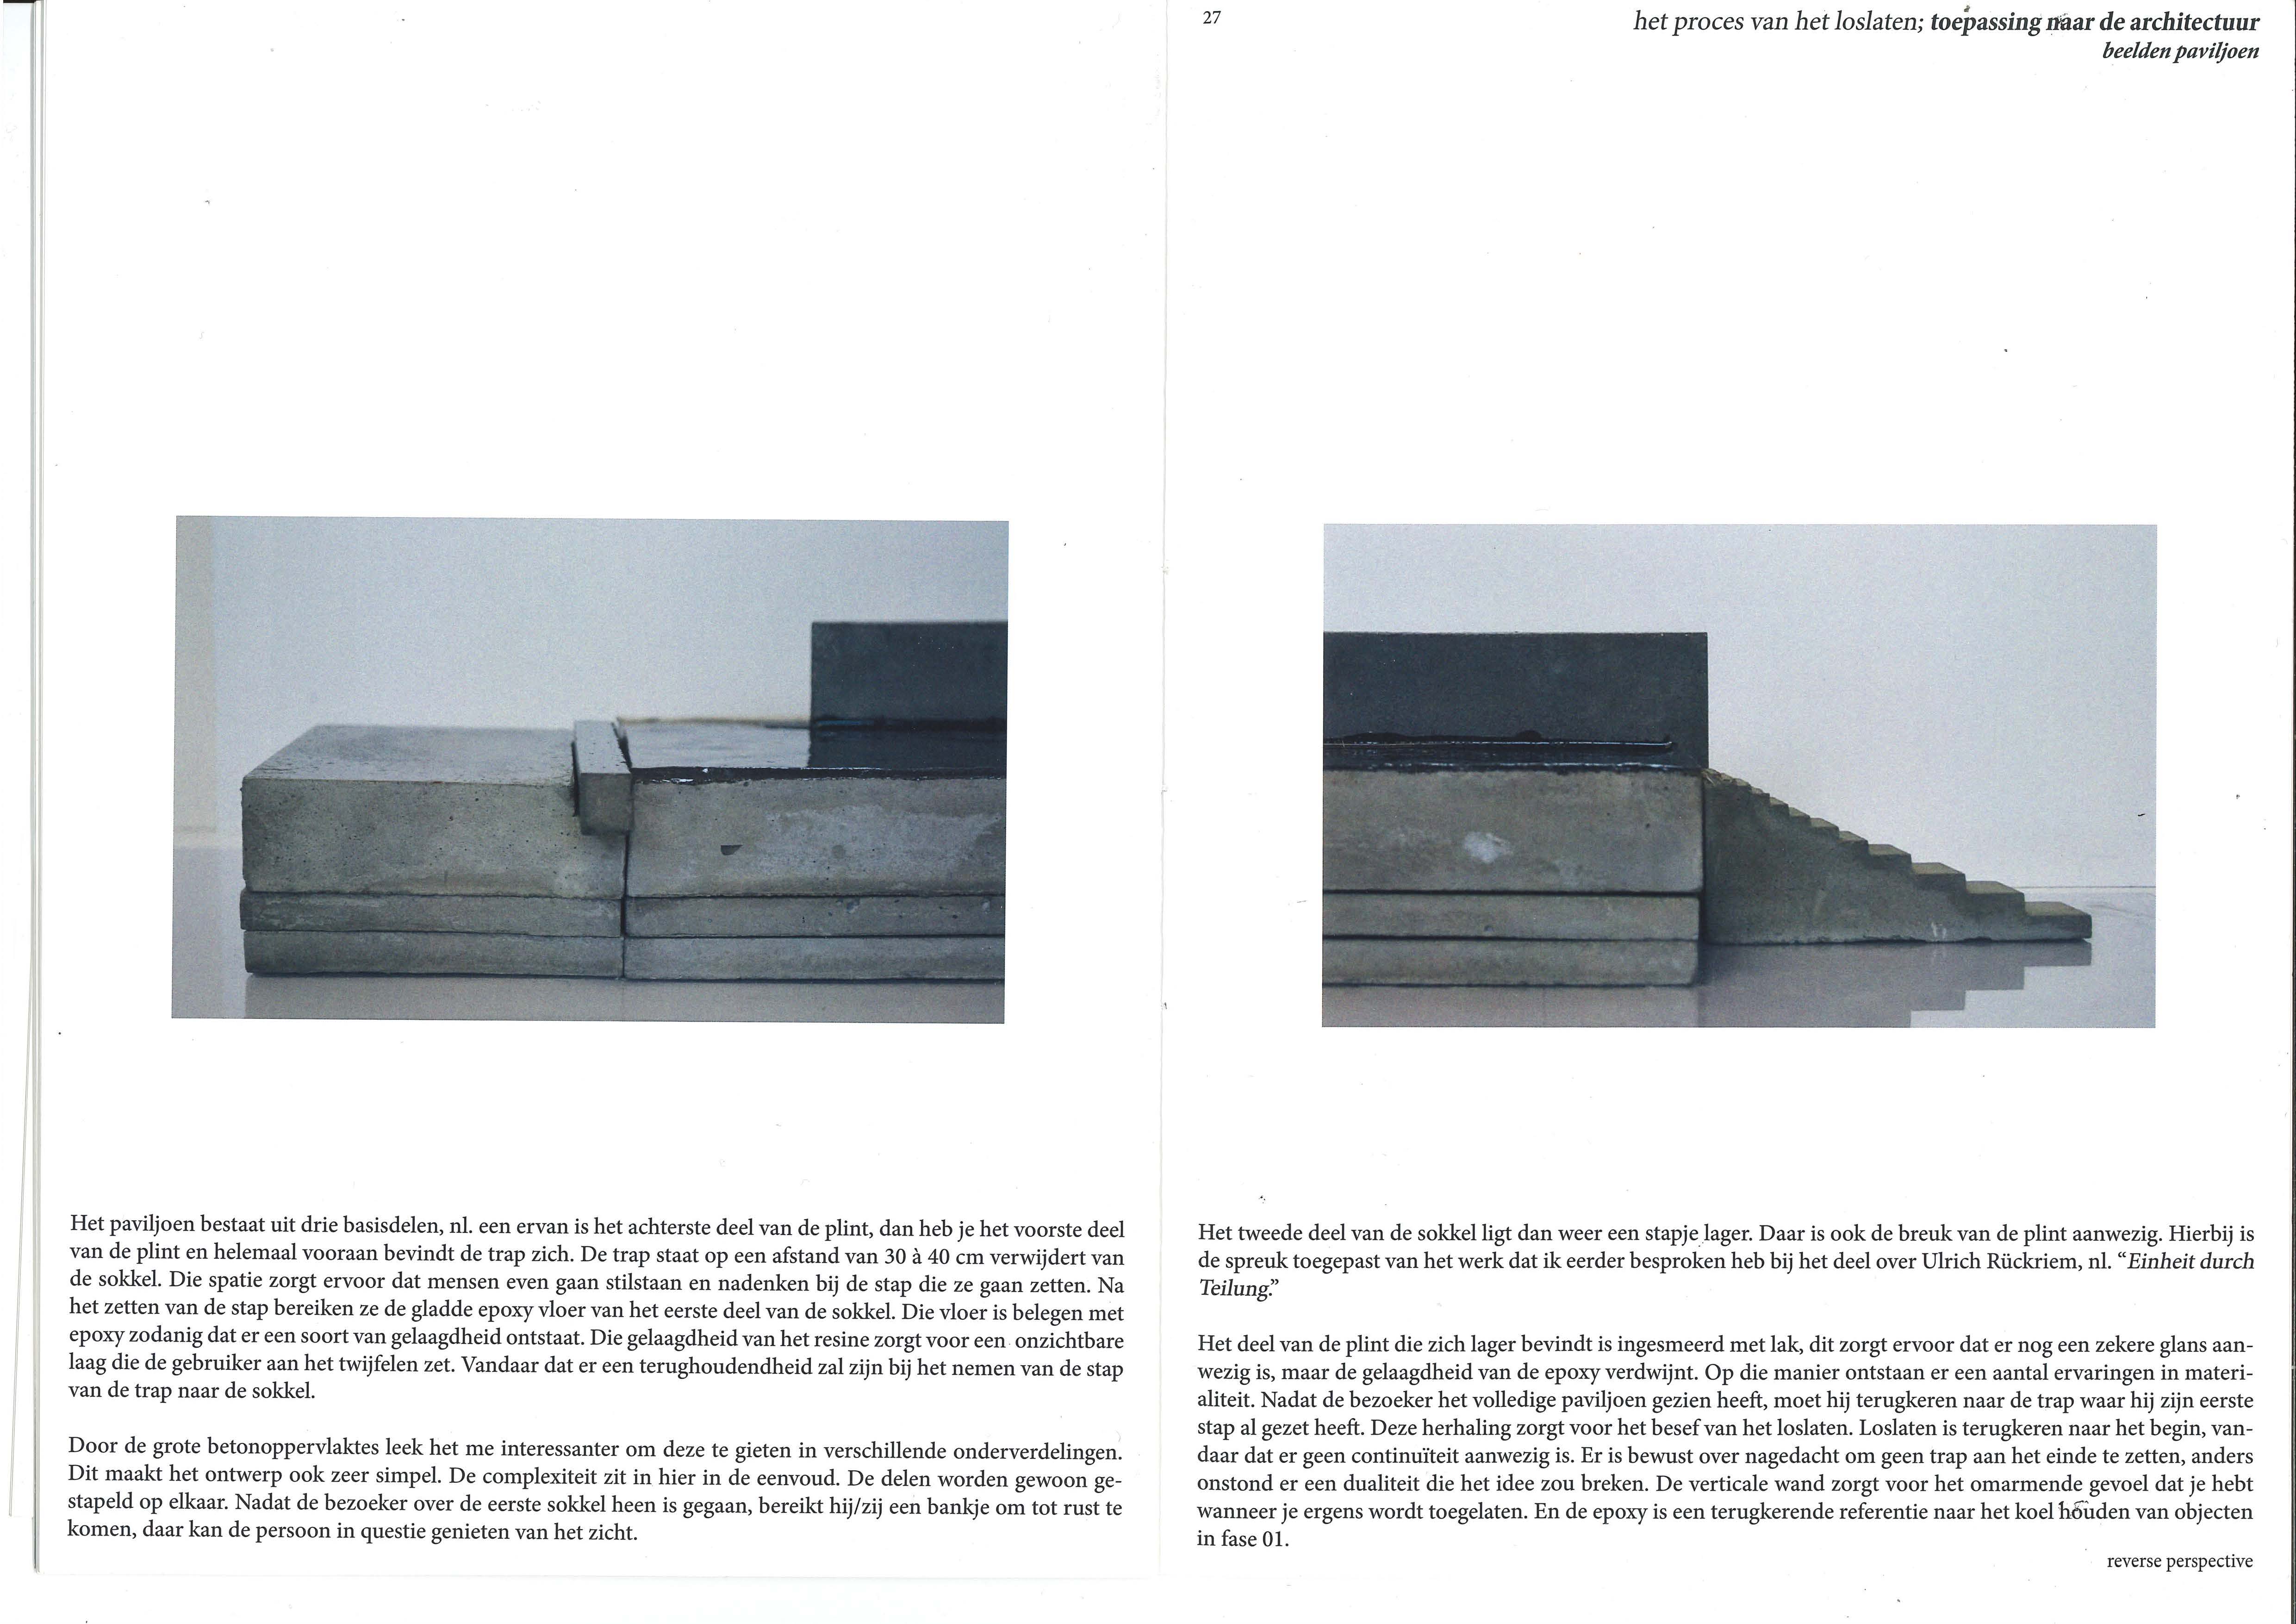 27
het proces van het loslaten; toepassing naar de architectuur
beelden paviljoen
Het paviljoen bestaat uit drie basisdelen, nl. een ervan is het achterste deel van de plint, dan heb je het voorste deel
van de plint en helemaal vooraan bevindt de trap zich. De trap staat op een afstand van 30 à 40 cm verwijdert van
de sokkel. Die spatie zorgt ervoor dat mensen even gaan stilstaan en nadenken bij de stap die ze gaan zetten. Na
het zetten van de stap bereiken ze de gladde epoxy vloer van het eerste deel van de sokkel. Die vloer is belegen met
epoxy zodanig dat er een soort van gelaagdheid ontstaat. Die gelaagdheid van het resine zorgt voor een onzichtbare
laag die de gebruiker aan het twijfelen zet. Vandaar dat er een terughoudendheid zal zijn bij het nemen van de stap
van de trap naar de sokkel.
Door de grote betonoppervlaktes leek het me interessanter om deze te gieten in verschillende onderverdelingen.
Dit maakt het ontwerp ook zeer simpel. De complexiteit zit in hier in de eenvoud. De delen worden gewoon ge-
stapeld op elkaar. Nadat de bezoeker over de eerste sokkel heen is gegaan, bereikt hij/zij een bankje om tot rust te
komen, daar kan de persoon in questie genieten van het zicht.
Het tweede deel van de sokkel ligt dan weer een stapje lager. Daar is ook de breuk van de plint aanwezig. Hierbij is
de spreuk toegepast van het werk dat ik eerder besproken heb bij het deel over Ulrich Rückriem, nl. “Einheit durch
Teilung.”
Het deel van de plint die zich lager bevindt is ingesmeerd met lak, dit zorgt ervoor dat er nog een zekere glans aan-
wezig is, maar de gelaagdheid van de epoxy verdwijnt. Op die manier ontstaan er een aantal ervaringen in materi-
aliteit. Nadat de bezoeker het volledige paviljoen gezien heeft, moet hij terugkeren naar de trap waar hij zijn eerste
stap al gezet heeft. Deze herhaling zorgt voor het besef van het loslaten. Loslaten is terugkeren naar het begin, van-
daar dat er geen continuïteit aanwezig is. Er is bewust over nagedacht om geen trap aan het einde te zetten, anders
onstond er een dualiteit die het idee zou breken. De verticale wand zorgt voor het omarmende gevoel dat je hebt
wanneer je ergens wordt toegelaten. En de epoxy is een terugkerende referentie naar het koel houden van objecten
in fase 01.
reverse perspective